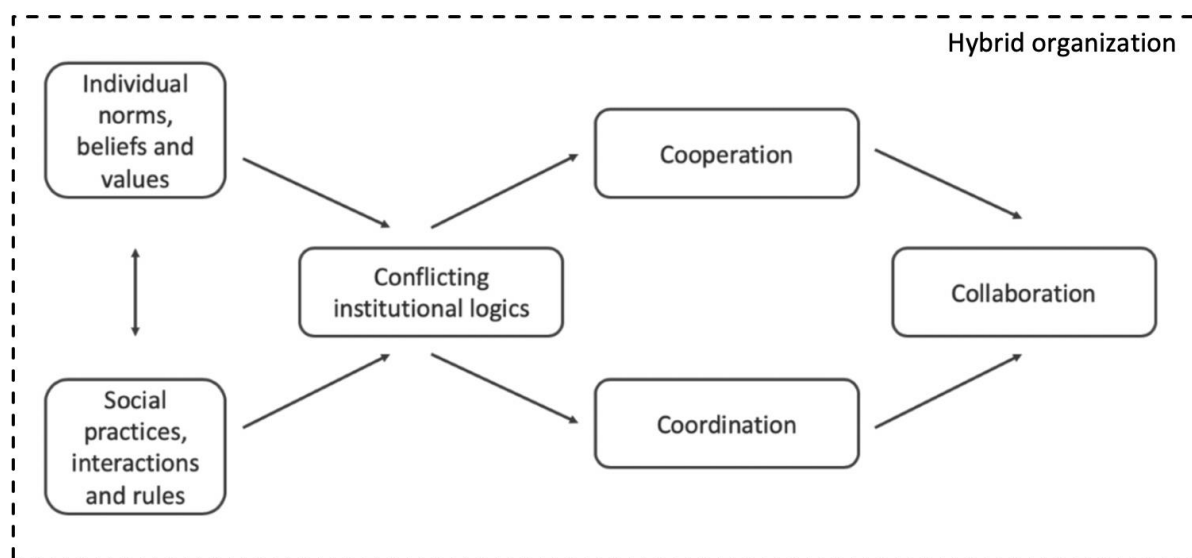 Hybrid organization
Individual
norms,
beliefs and
values
Cooperation
Conflicting
institutional logics
Collaboration
Social
practices,
interactions
and rules
Coordination